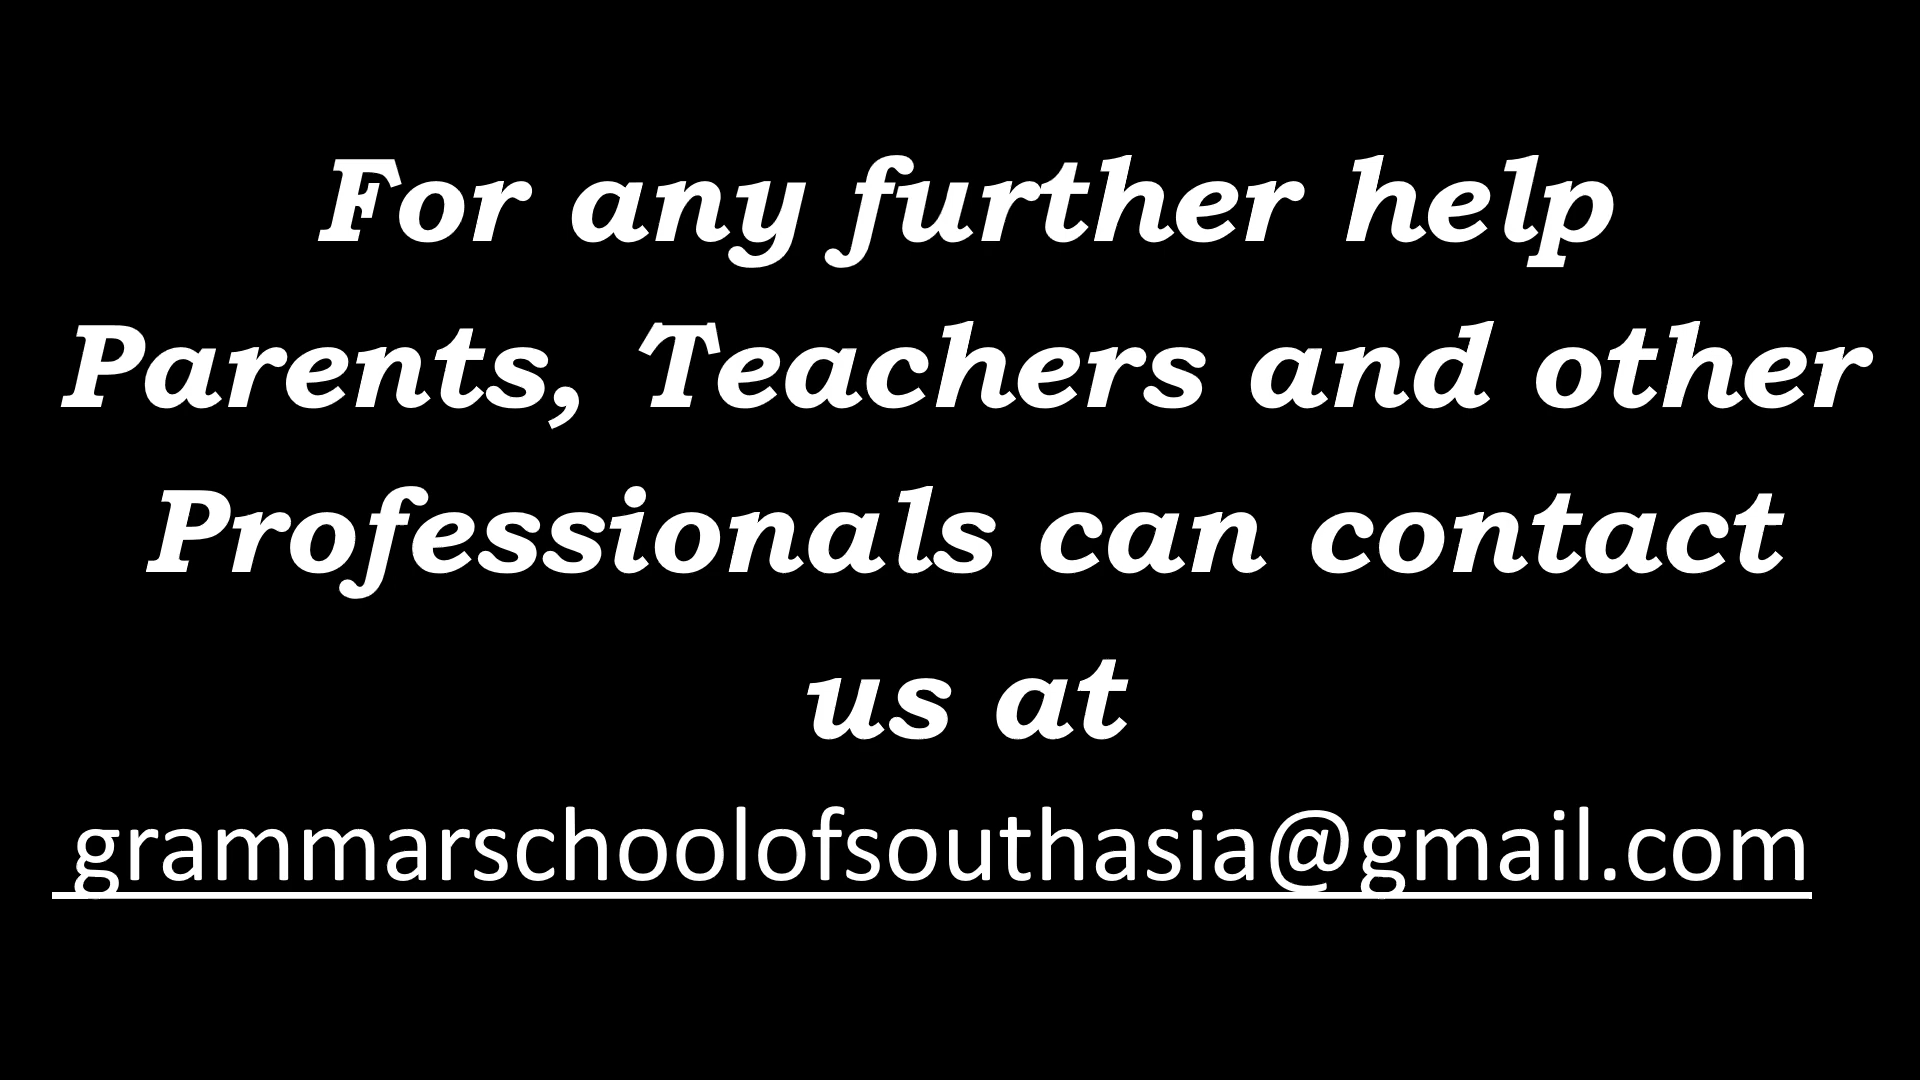 For any further help
Parents, Teachers and other
Professionals can contact
us at
grammarschoolofsouthasia@gmail.com